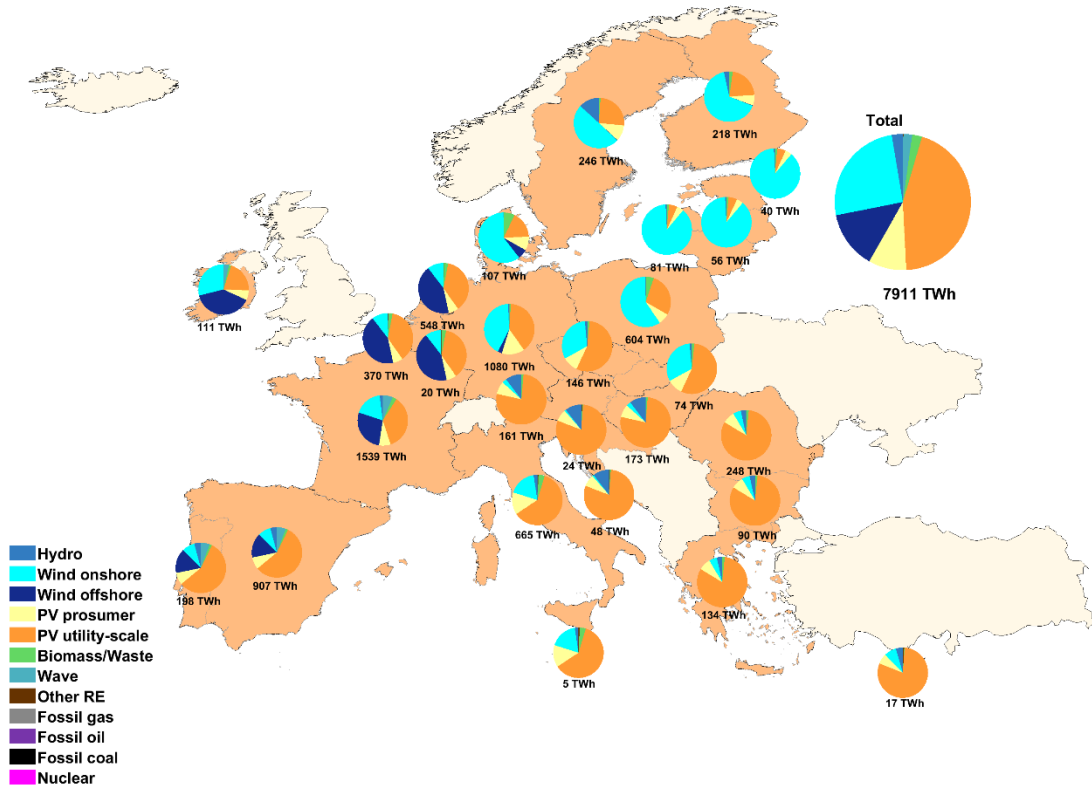 218 TWh
Total
246 TWh
40 TWh
81 TWh
56 TWh
107 TWh
7911 TWh
111 TWh
548 TWh
604 TWh
370 TWh
1080 TWh
146 TWh
20 TWh
74 TWh
161 TWh
1539 TWh
24 TWh
173 TWh
248 TWh
665 TWh
48 TWh
90 TWh
907 TWh
198 TWh
134 TWh
5 TWh
17 TWh
Hydro
Wind onshore
Wind offshore
PV prosumer
PV utility-scale
Biomass/Waste
Wave
Other RE
Fossil gas
Fossil oil
Fossil coal
Nuclear